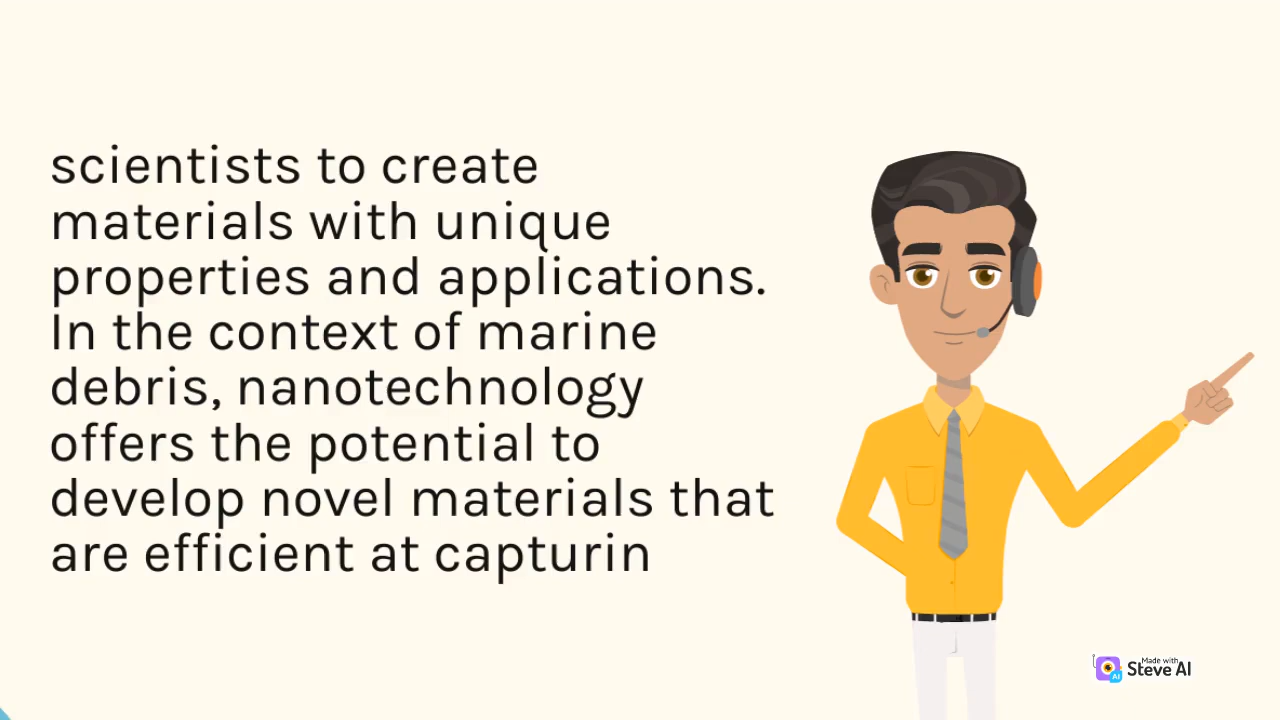 scientists to create
materials with unique
properties and applications.
In the context of marine
debris, nanotechnology
offers the potential to
develop novel materials that
are efficient at capturin
Made with
Steve AI
AI